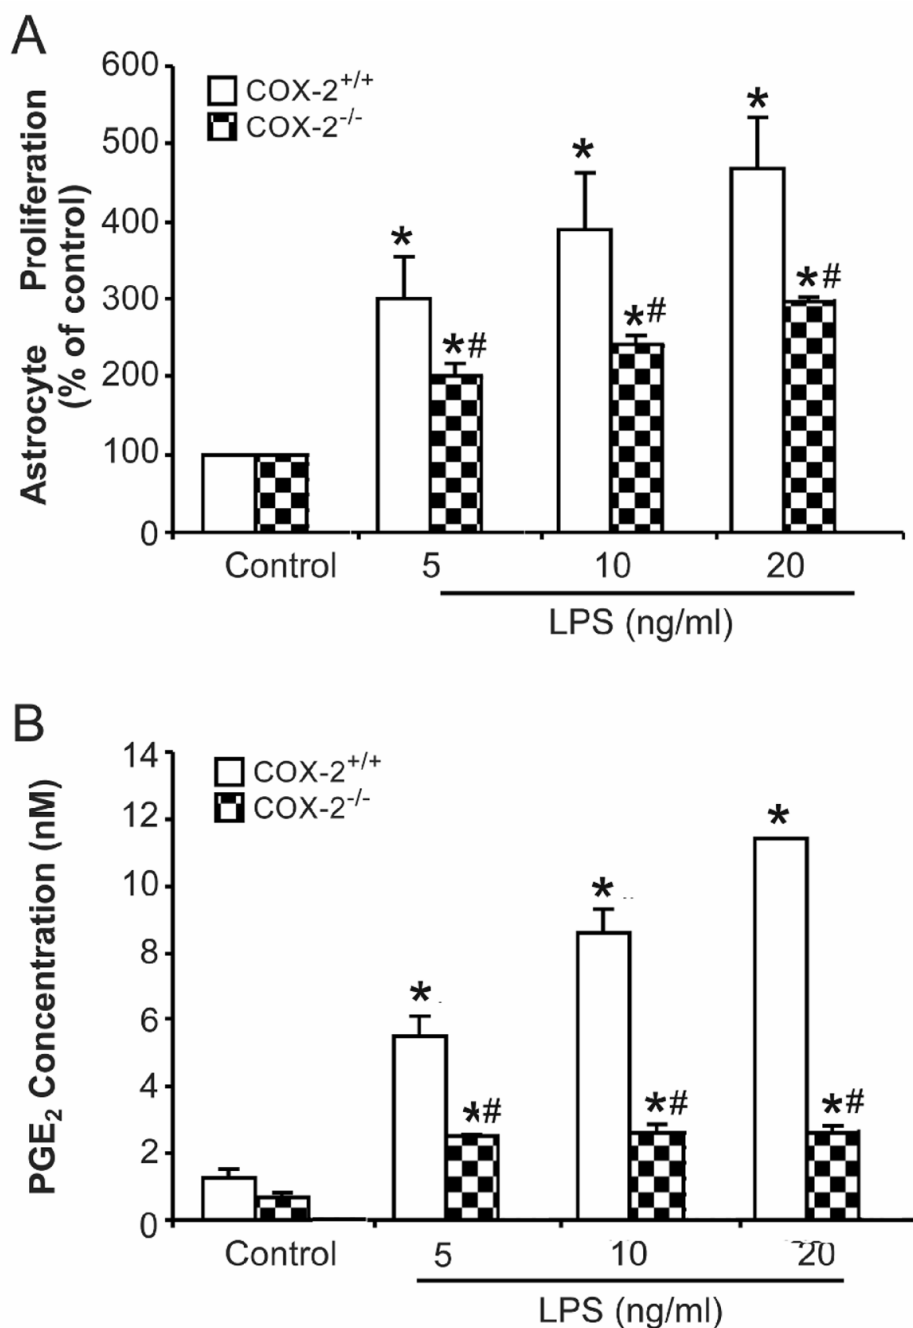 A
600
500
400
300
200
100
0
Astrocyte Proliferation
(% of control)
COX-2+/+
COX-2-/-
*
*#
*
*#
*
*#
Control 5 10 20
LPS (ng/ml)
B
14
12
10
8
6
4
2
0
PGE2 Concentration (nM)
COX-2+/+
COX-2-/-
*
*#
*
*#
*
*#
Control 5 10 20
LPS (ng/ml)